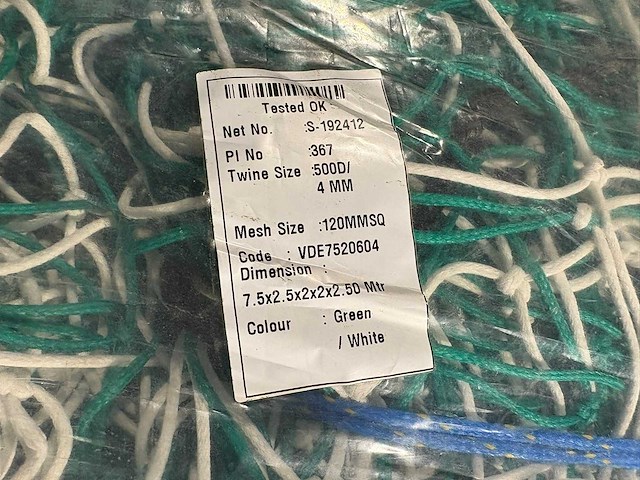 Tested OK
Net No. :S-192412
PI No :367
Twine Size :500D/
4 MM
Mesh Size :120MMSQ
Code : VDE7520604
Dimension :
7.5x2.5x2x2x2.50 Mtr
Colour : Green
/ White